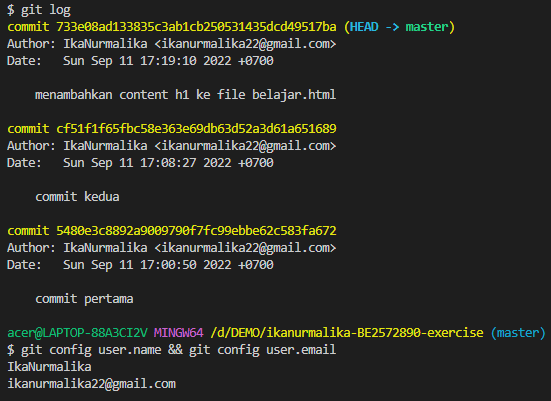 $ git log
commit 733e08ad133835c3ab1cb250531435dcd49517ba (HEAD -> master)
Author: IkaNurmalika <ikanurmalika22@gmail.com>
Date:   Sun Sep 11 17:19:10 2022 +0700
    menambahkan content h1 ke file belajar.html
commit cf51f1f65fbc58e363e69db63d52a3d61a651689
Author: IkaNurmalika <ikanurmalika22@gmail.com>
Date:   Sun Sep 11 17:08:27 2022 +0700
    commit kedua
commit 5480e3c8892a9009790f7fc99ebbe62c583fa672
Author: IkaNurmalika <ikanurmalika22@gmail.com>
Date:   Sun Sep 11 17:00:50 2022 +0700
    commit pertama
acer@LAPTOP-88A3CI2V MINGW64 /d/DEMO/ikanurmalika-BE2572890-exercise (master)
$ git config user.name && git config user.email
IkaNurmalika
ikanurmalika22@gmail.com